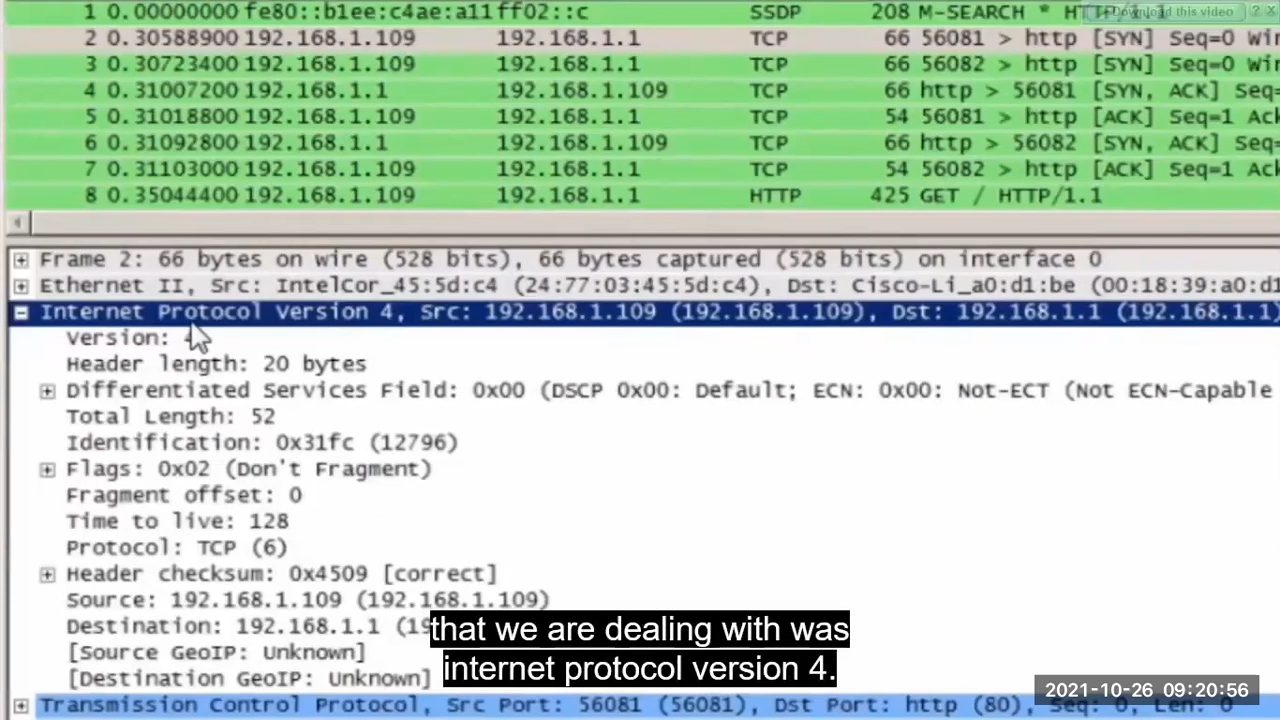 1 0.00000000 fe80::b1ee:c4ae:a11 ff02::c SSDP 208 M-SEARCH * HTTP/1.1
Download this video ? X
2 0.30588900 192.168.1.109 192.168.1.1 TCP 66 56081 > http [SYN] Seq=0 Win
3 0.30723400 192.168.1.109 192.168.1.1 TCP 66 56082 > http [SYN] Seq=0 Win
4 0.31007200 192.168.1.1 192.168.1.109 TCP 66 http > 56081 [SYN, ACK] Seq=
5 0.31018800 192.168.1.109 192.168.1.1 TCP 54 56081 > http [ACK] Seq=1 Ack
6 0.31092800 192.168.1.1 192.168.1.109 TCP 66 http > 56082 [SYN, ACK] Seq=
7 0.31103000 192.168.1.109 192.168.1.1 TCP 54 56082 > http [ACK] Seq=1 Ack
8 0.35044400 192.168.1.109 192.168.1.1 HTTP 425 GET / HTTP/1.1
Frame 2: 66 bytes on wire (528 bits), 66 bytes captured (528 bits) on interface 0
Ethernet II, Src: IntelCor_45:5d:c4 (24:77:03:45:5d:c4), Dst: Cisco-Li_a0:d1:be (00:18:39:a0:d1
Internet Protocol Version 4, Src: 192.168.1.109 (192.168.1.109), Dst: 192.168.1.1 (192.168.1.1)
Version:
Header length: 20 bytes
Differentiated Services Field: 0x00 (DSCP 0x00: Default; ECN: 0x00: Not-ECT (Not ECN-Capable
Total Length: 52
Identification: 0x31fc (12796)
Flags: 0x02 (Don't Fragment)
Fragment offset: 0
Time to live: 128
Protocol: TCP (6)
Header checksum: 0x4509 [correct]
Source: 192.168.1.109 (192.168.1.109)
Destination: 192.168.1.1 (19
[Source GeoIP: Unknown]
[Destination GeoIP: Unknown]
that we are dealing with was
internet protocol version 4.
2021-10-26 09:20:56
Transmission Control Protocol, Src Port: 56081 (56081), Dst Port: http (80), Seq: 0, Len: 0